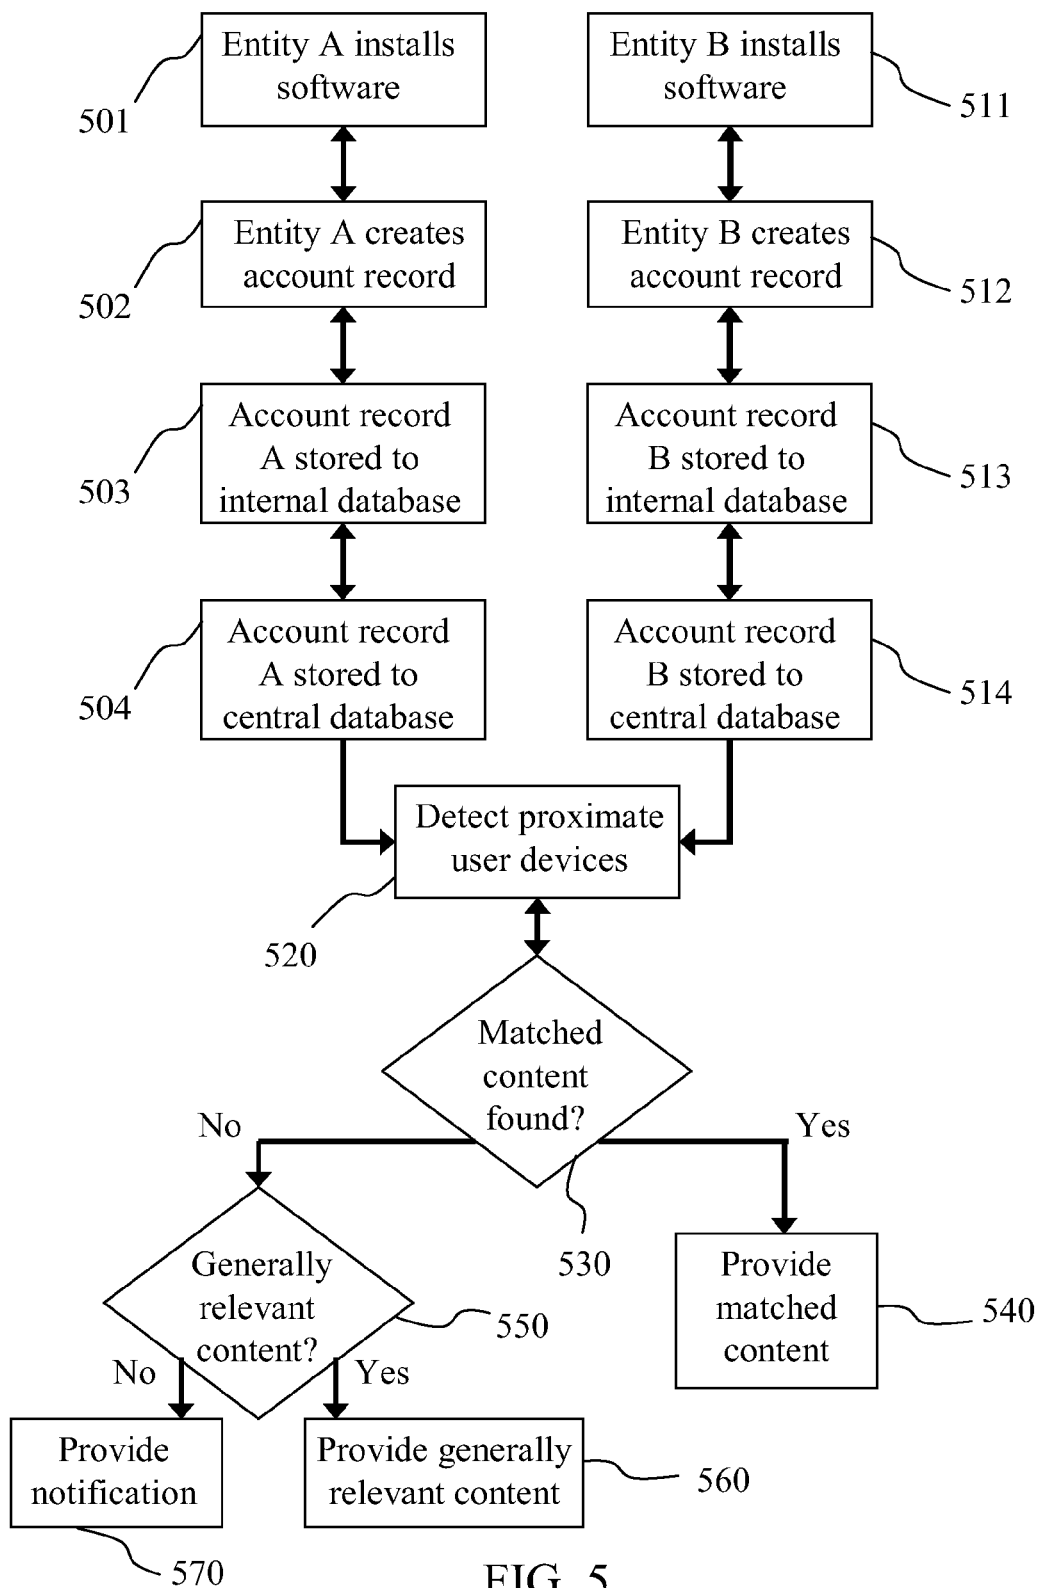 Entity A installs
software
501
Entity B installs
software
511
Entity A creates
account record
502
Entity B creates
account record
512
Account record
A stored to
internal database
503
Account record
B stored to
internal database
513
Account record
A stored to
central database
504
Account record
B stored to
central database
514
Detect proximate
user devices
520
Matched
content
found?
No
Yes
530
Generally
relevant
content?
550
Provide
matched
content
540
No
Yes
Provide
notification
570
Provide generally
relevant content
560
FIG. 5